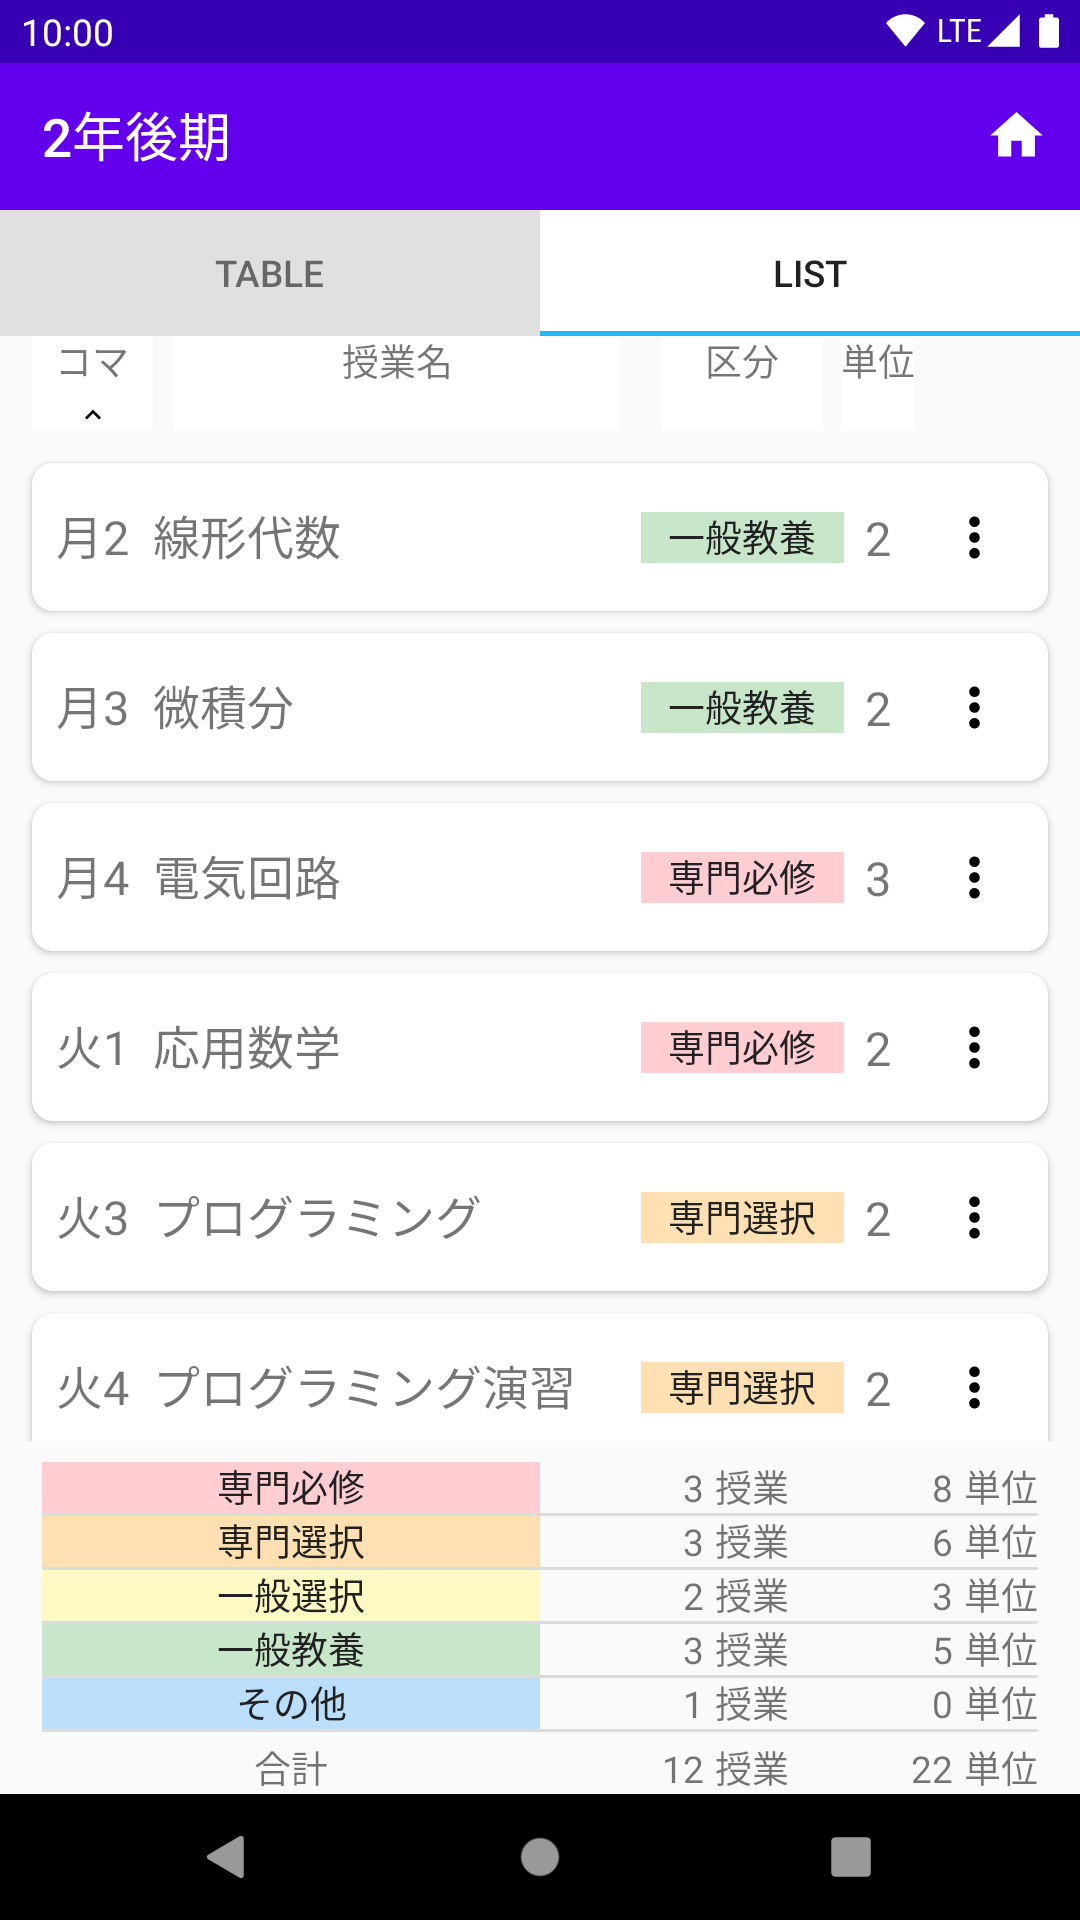 10:00 LTE
2年後期
TABLE LIST
コマ 授業名 区分 単位
月2 線形代数 一般教養 2
月3 微積分 一般教養 2
月4 電気回路 専門必修 3
火1 応用数学 専門必修 2
火3 プログラミング 専門選択 2
火4 プログラミング演習 専門選択 2
専門必修 3 授業 8 単位
専門選択 3 授業 6 単位
一般選択 2 授業 3 単位
一般教養 3 授業 5 単位
その他 1 授業 0 単位
合計 12 授業 22 単位